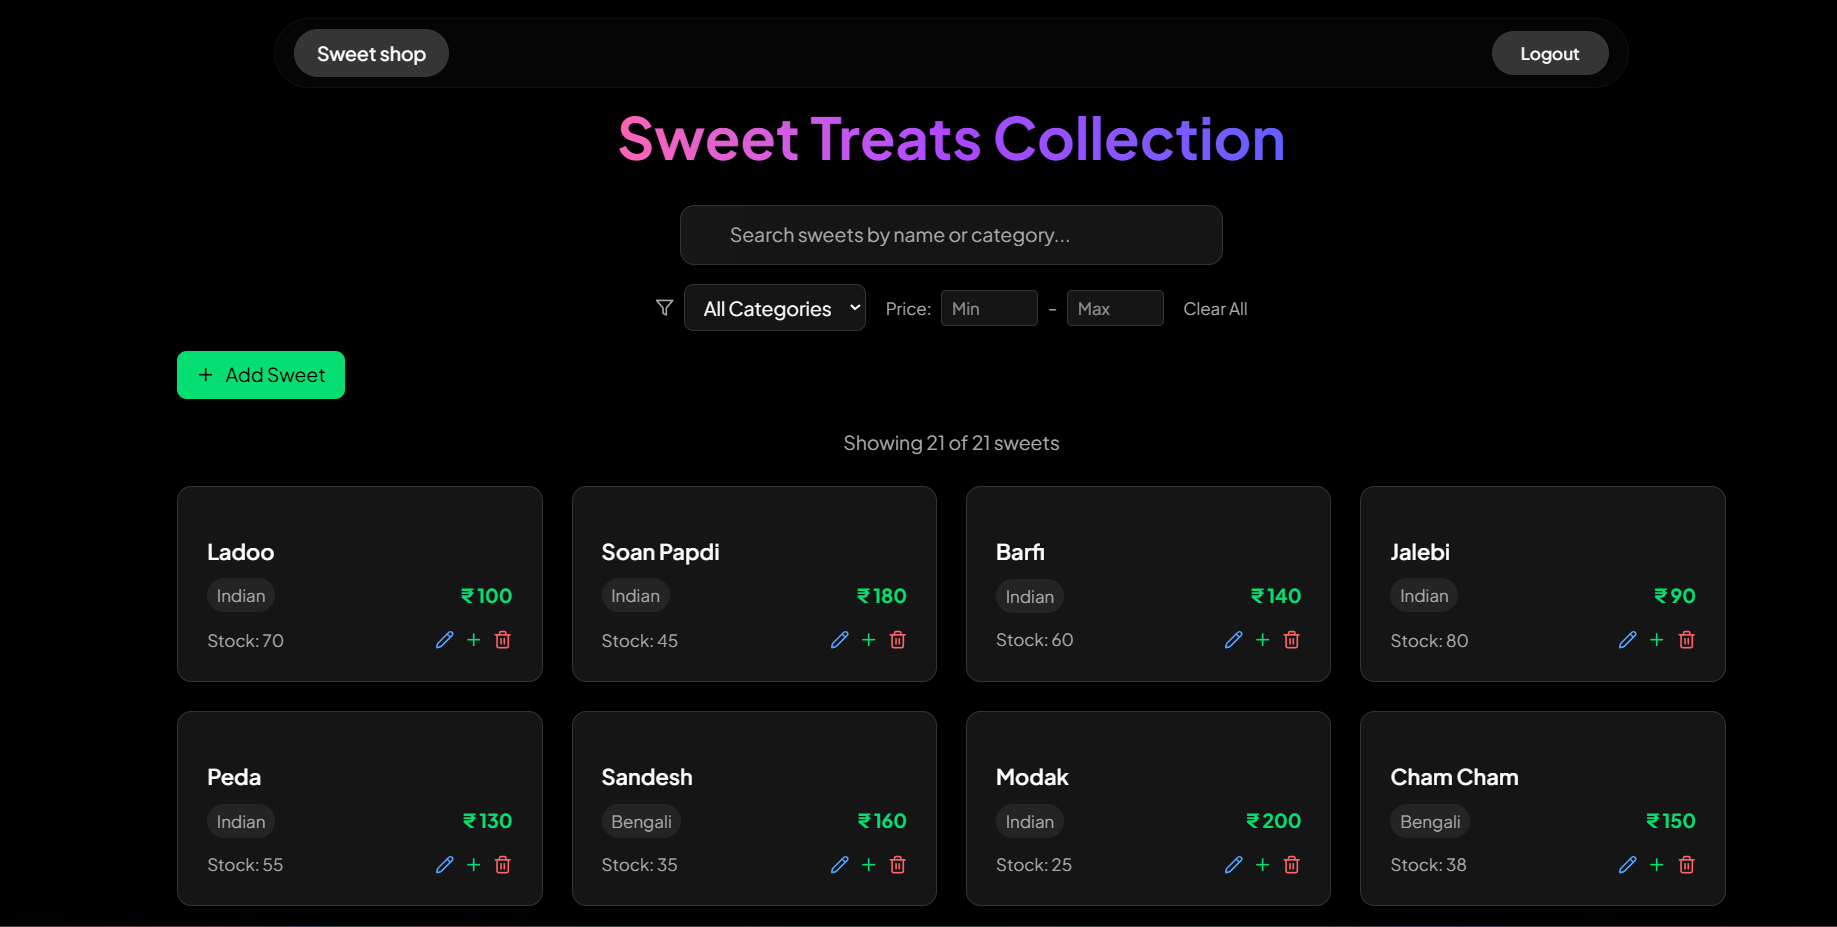 Sweet shop
Logout
Sweet Treats Collection
Search sweets by name or category...
All Categories
Price:
Min
-
Max
Clear All
+ Add Sweet
Showing 21 of 21 sweets
Ladoo
Indian
₹100
Stock: 70
Soan Papdi
Indian
₹180
Stock: 45
Barfi
Indian
₹140
Stock: 60
Jalebi
Indian
₹90
Stock: 80
Peda
Indian
₹130
Stock: 55
Sandesh
Bengali
₹160
Stock: 35
Modak
Indian
₹200
Stock: 25
Cham Cham
Bengali
₹150
Stock: 38